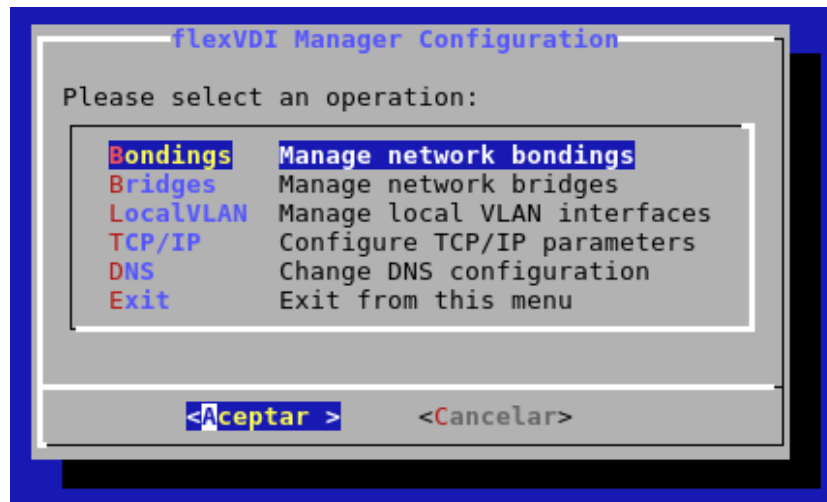 flexVDI Manager Configuration
Please select an operation:
Bondings Manage network bondings
Bridges Manage network bridges
LocalVLAN Manage local VLAN interfaces
TCP/IP Configure TCP/IP parameters
DNS Change DNS configuration
Exit Exit from this menu
<Aceptar > <Cancelar>